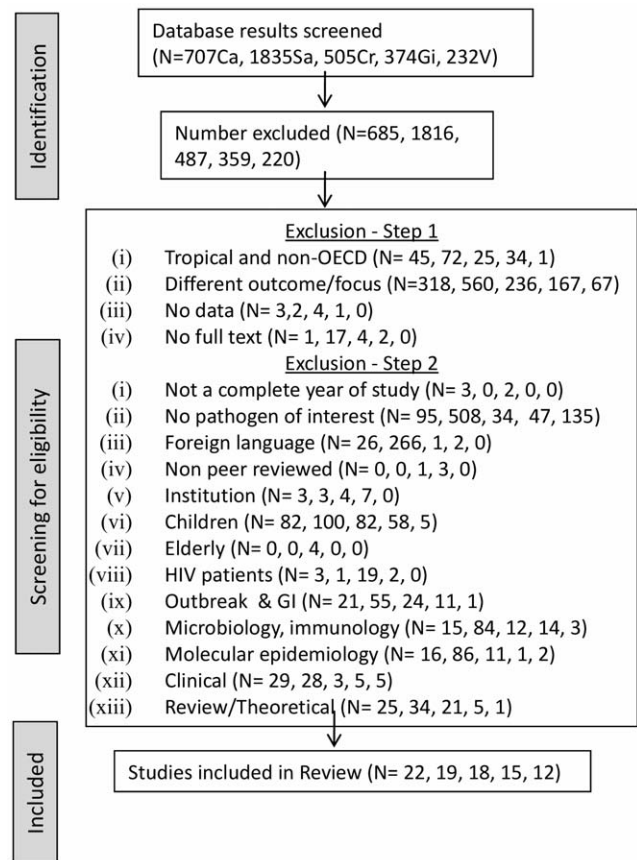 Identification
Database results screened
(N=707Ca, 1835Sa, 505Cr, 374Gi, 232V)
Number excluded (N=685, 1816,
487, 359, 220)
Screening for eligibility
Exclusion - Step 1
(i) Tropical and non-OECD (N= 45, 72, 25, 34, 1)
(ii) Different outcome/focus (N=318, 560, 236, 167, 67)
(iii) No data (N= 3,2, 4, 1, 0)
(iv) No full text (N= 1, 17, 4, 2, 0)
Exclusion - Step 2
(i) Not a complete year of study (N= 3, 0, 2, 0, 0)
(ii) No pathogen of interest (N= 95, 508, 34, 47, 135)
(iii) Foreign language (N= 26, 266, 1, 2, 0)
(iv) Non peer reviewed (N= 0, 0, 1, 3, 0)
(v) Institution (N= 3, 3, 4, 7, 0)
(vi) Children (N= 82, 100, 82, 58, 5)
(vii) Elderly (N= 0, 0, 4, 0, 0)
(viii) HIV patients (N= 3, 1, 19, 2, 0)
(ix) Outbreak & GI (N= 21, 55, 24, 11, 1)
(x) Microbiology, immunology (N= 15, 84, 12, 14, 3)
(xi) Molecular epidemiology (N= 16, 86, 11, 1, 2)
(xii) Clinical (N= 29, 28, 3, 5, 5)
(xiii) Review/Theoretical (N= 25, 34, 21, 5, 1)
Included
Studies included in Review (N= 22, 19, 18, 15, 12)